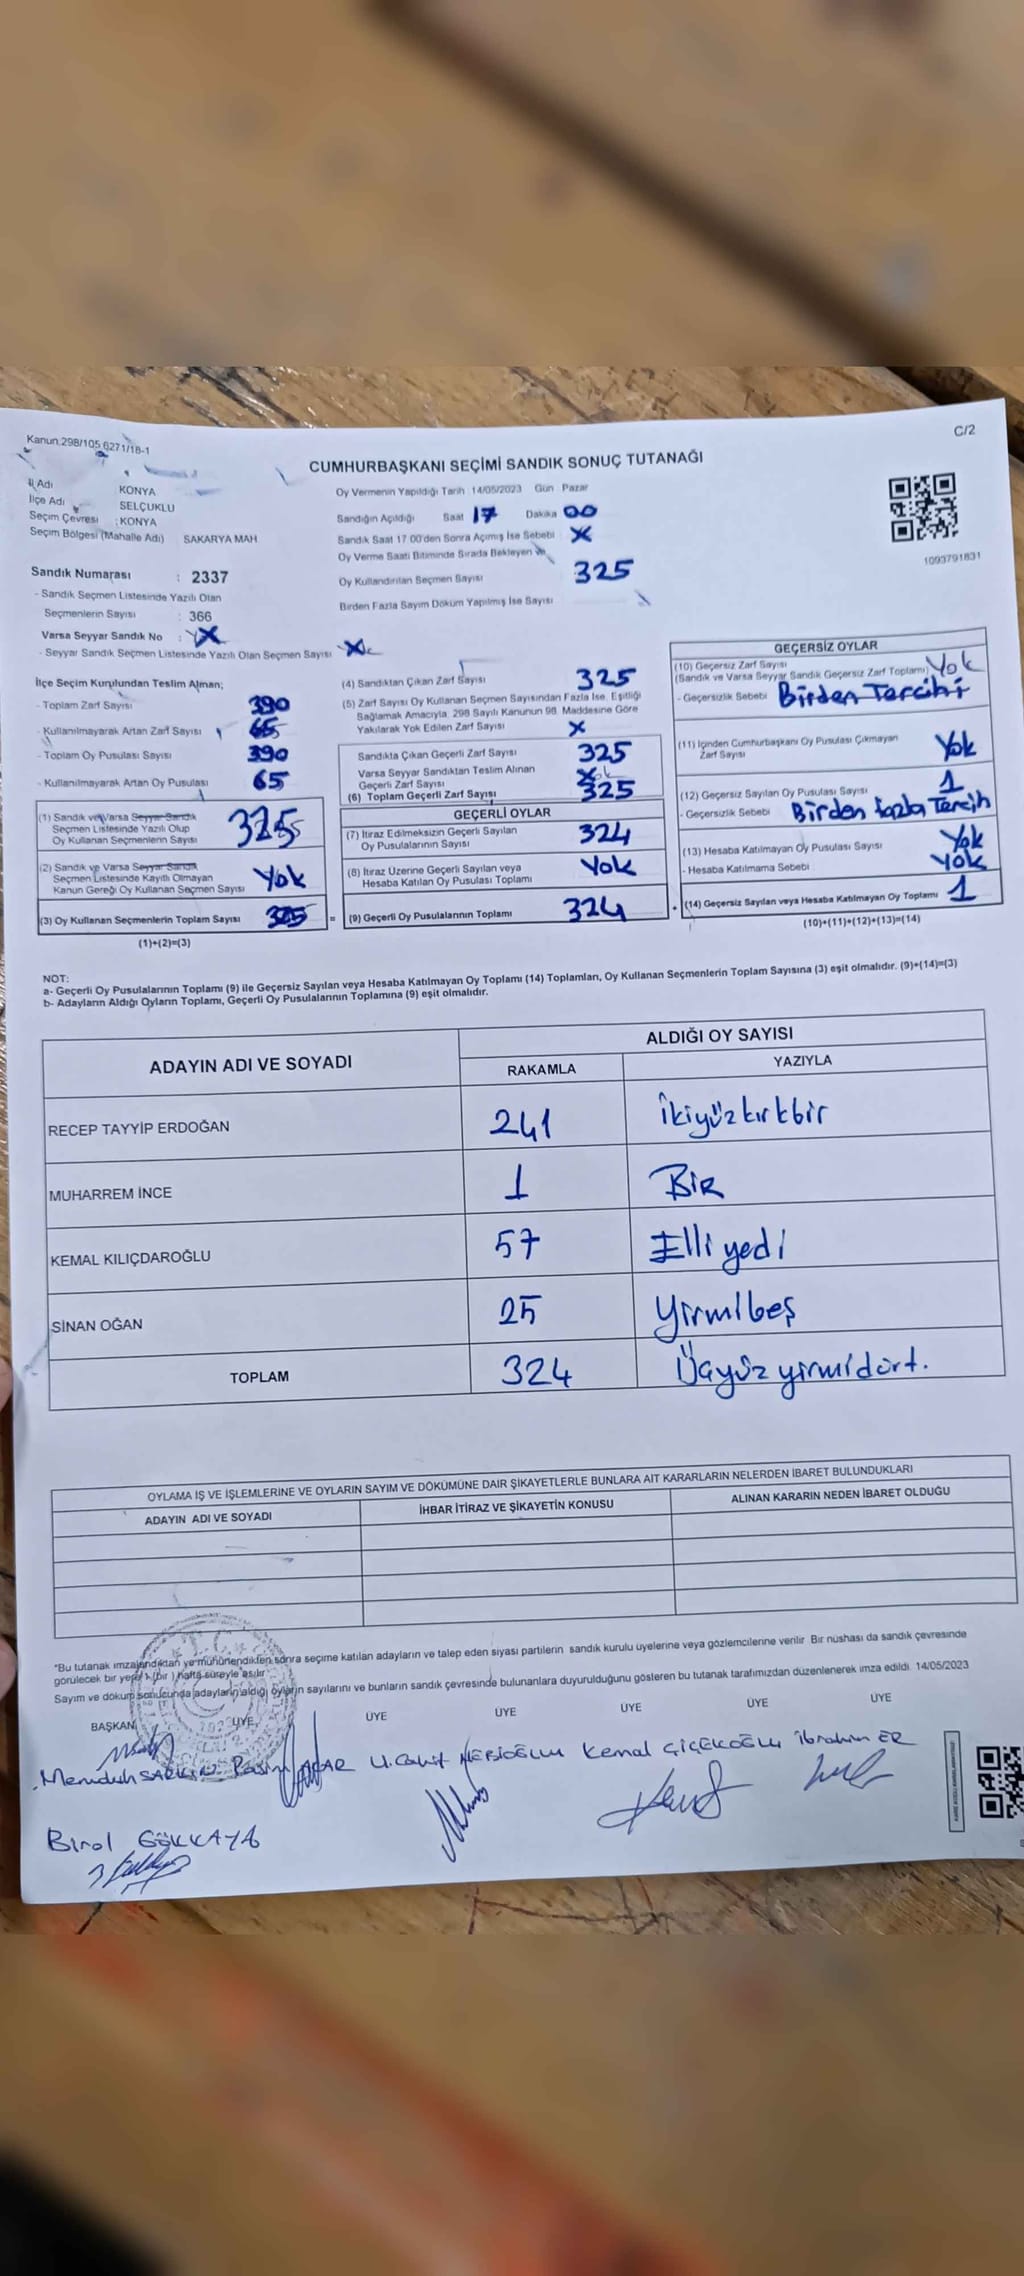 Kanun.298/105 6271/18-1
C/2
CUMHURBAŞKANI SEÇİMİ SANDIK SONUÇ TUTANAĞI
İl Adı KONYA
İlçe Adı SELÇUKLU
Seçim Çevresi : KONYA
Seçim Bölgesi (Mahalle Adı) SAKARYA MAH
Sandık Numarası : 2337
- Sandık Seçmen Listesinde Yazılı Olan
Seçmenlerin Sayısı : 366
Varsa Seyyar Sandık No : X
- Seyyar Sandık Seçmen Listesinde Yazılı Olan Seçmen Sayısı X
Oy Vermenin Yapıldığı Tarih 14/05/2023 Gün Pazar
Sandığın Açıldığı Saat 17 Dakika 00
Sandık Saat 17 00'den Sonra Açımış İse Sebebi X
Oy Verme Saati Bitiminde Sırada Bekleyen ve
Oy Kullandırılan Seçmen Sayısı 325
Birden Fazla Sayım Döküm Yapılmış İse Sayısı
1093791831
İlçe Seçim Kurulundan Teslim Alınan;
- Toplam Zarf Sayısı 390
- Kullanılmayarak Artan Zarf Sayısı 65
- Toplam Oy Pusulası Sayısı 390
- Kullanılmayarak Artan Oy Pusulası 65
(1) Sandık ve Varsa Seyyar Sandık
Seçmen Listesinde Yazılı Olup
Oy Kullanan Seçmenlerin Sayısı 325
(2) Sandık ve Varsa Seyyar Sandık
Seçmen Listesinde Kayıtlı Olmayan
Kanun Gereği Oy Kullanan Seçmen Sayısı Yok
(3) Oy Kullanan Seçmenlerin Toplam Sayısı 325
(1)+(2)=(3)
(4) Sandıktan Çıkan Zarf Sayısı 325
(5) Zarf Sayısı Oy Kullanan Seçmen Sayısından Fazla İse, Eşitliği
Sağlamak Amacıyla, 298 Sayılı Kanunun 98. Maddesine Göre
Yakılarak Yok Edilen Zarf Sayısı X
Sandıkta Çıkan Geçerli Zarf Sayısı 325
Varsa Seyyar Sandıktan Teslim Alınan
Geçerli Zarf Sayısı
(6) Toplam Geçerli Zarf Sayısı 325
GEÇERLİ OYLAR
(7) İtiraz Edilmeksizin Geçerli Sayılan
Oy Pusulalarının Sayısı 324
(8) İtiraz Üzerine Geçerli Sayılan veya
Hesaba Katılan Oy Pusulası Toplamı Yok
= (9) Geçerli Oy Pusulalarının Toplamı 324
GEÇERSİZ OYLAR
(10) Geçersiz Zarf Sayısı
(Sandık ve Varsa Seyyar Sandık Geçersiz Zarf Toplamı) Yok
- Geçersizlik Sebebi Birden Tercihi
(11) İçinden Cumhurbaşkanı Oy Pusulası Çıkmayan
Zarf Sayısı Yok
(12) Geçersiz Sayılan Oy Pusulası Sayısı 1
- Geçersizlik Sebebi Birden fazla Tercih
(13) Hesaba Katılmayan Oy Pusulası Sayısı Yok
- Hesaba Katılmama Sebebi Yok
+ (14) Geçersiz Sayılan veya Hesaba Katılmayan Oy Toplamı 1
(10)+(11)+(12)+(13)=(14)
NOT:
a- Geçerli Oy Pusulalarının Toplamı (9) ile Geçersiz Sayılan veya Hesaba Katılmayan Oy Toplamı (14) Toplamları, Oy Kullanan Seçmenlerin Toplam Sayısına (3) eşit olmalıdır. (9)+(14)=(3)
b- Adayların Aldığı Oyların Toplamı, Geçerli Oy Pusulalarının Toplamına (9) eşit olmalıdır.
ADAYIN ADI VE SOYADI ALDIĞI OY SAYISI
RAKAMLA YAZIYLA
RECEP TAYYİP ERDOĞAN 241 İkiyüzkırkbir
MUHARREM İNCE 1 Bir
KEMAL KILIÇDAROĞLU 57 Elli yedi
SİNAN OĞAN 25 Yirmibeş
TOPLAM 324 Üçyüz yirmidört.
OYLAMA İŞ VE İŞLEMLERİNE VE OYLARIN SAYIM VE DÖKÜMÜNE DAİR ŞİKAYETLERLE BUNLARA AİT KARARLARIN NELERDEN İBARET BULUNDUKLARI
ADAYIN ADI VE SOYADI İHBAR İTİRAZ VE ŞİKAYETİN KONUSU ALINAN KARARIN NEDEN İBARET OLDUĞU
*Bu tutanak imzalandıktan ve mühürlendikten sonra seçime katılan adayların ve talep eden siyasi partilerin sandık kurulu üyelerine veya gözlemcilerine verilir Bir nüshası da sandık çevresinde
görülecek bir yere 1 (bir) hafta süreyle asılır
Sayım ve döküm sonucunda adayların aldığı oyların sayılarını ve bunların sandık çevresinde bulunanlara duyurulduğunu gösteren bu tutanak tarafımızdan düzenlenerek imza edildi. 14/05/2023
BAŞKAN ÜYE ÜYE ÜYE ÜYE ÜYE ÜYE
Memduh Kemal ÇİÇEKOĞLU İbrahim ER
Birol GÖKKAYA